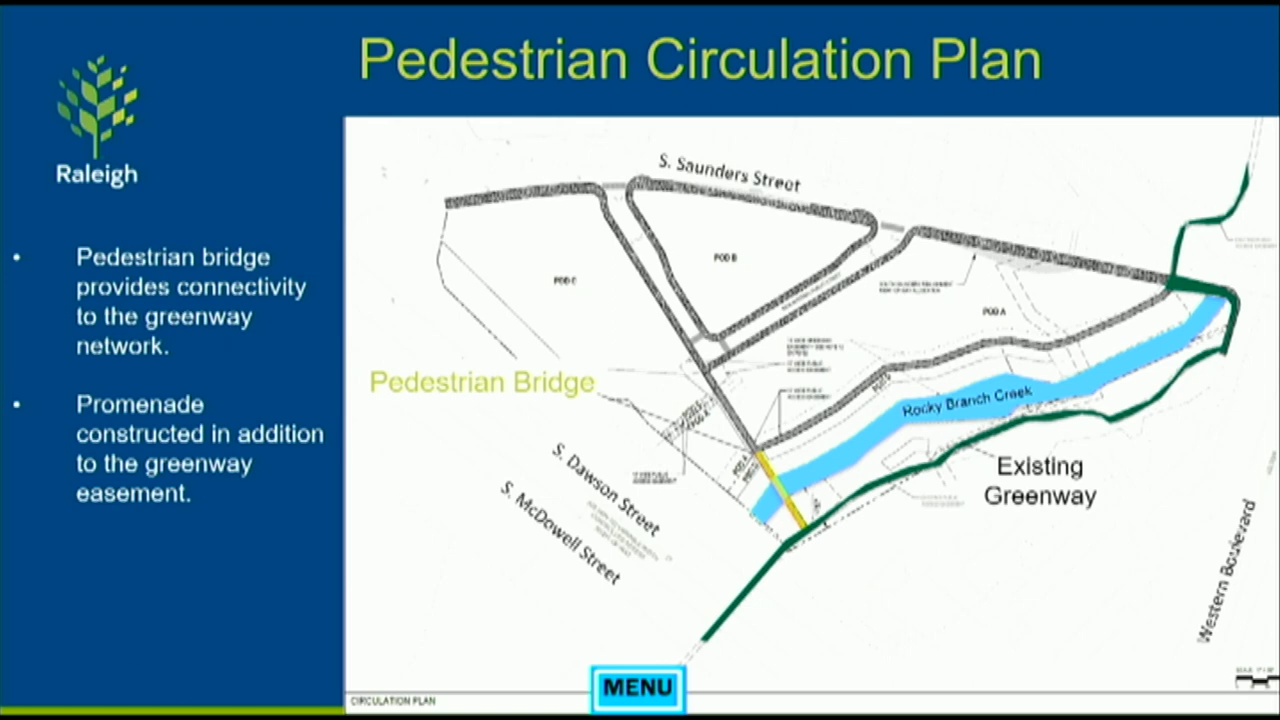 Pedestrian Circulation Plan
Raleigh
• Pedestrian bridge
provides connectivity
to the greenway
network.
• Promenade
constructed in addition
to the greenway
easement.
S. Saunders Street
POD B
POD C
POD A
Pedestrian Bridge
Rocky Branch Creek
S. Dawson Street
S. McDowell Street
Existing
Greenway
Western Boulevard
MENU
CIRCULATION PLAN